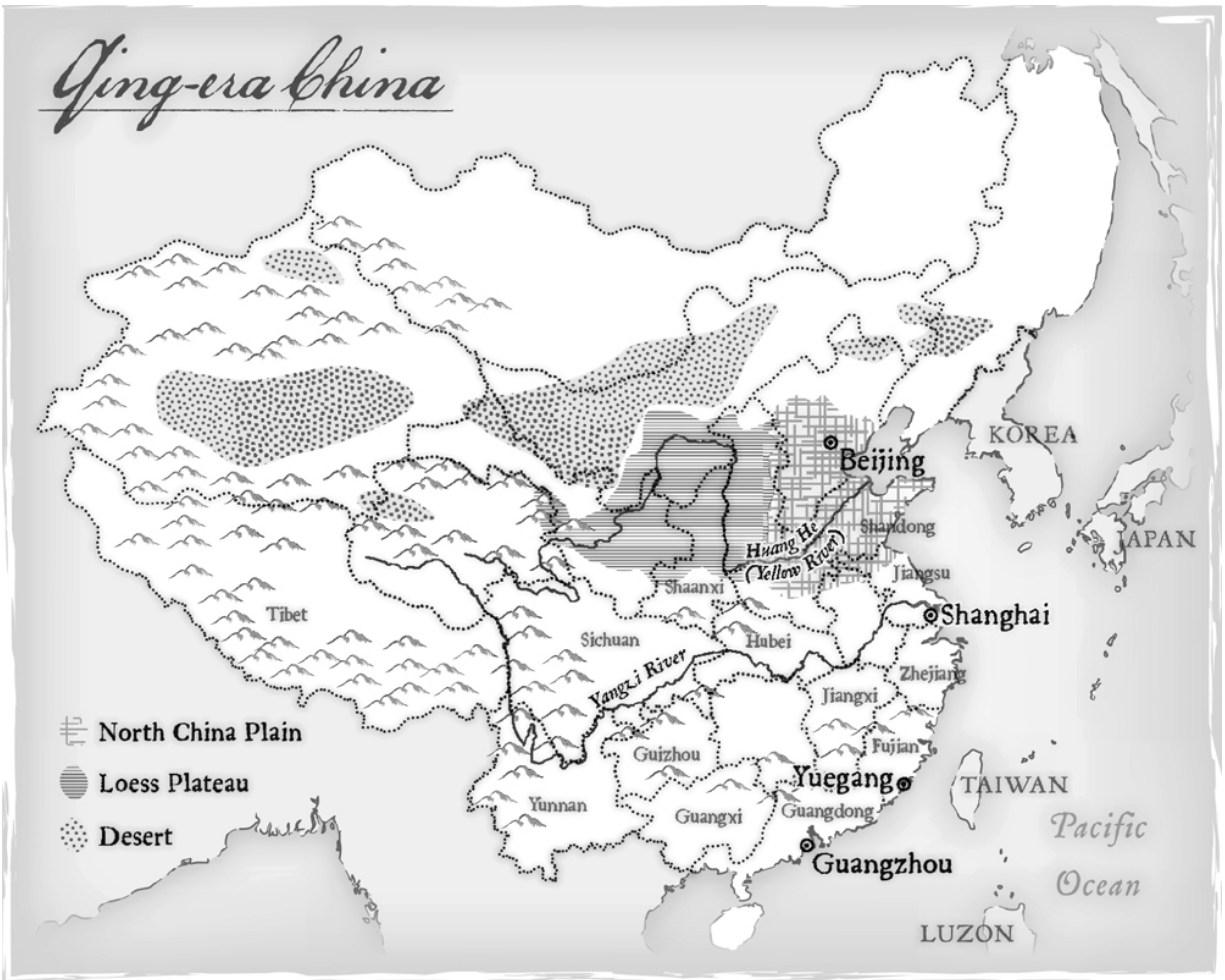 Qing-era China
KOREA
Beijing
Shandong
JAPAN
Huang He
(Yellow River)
Jiangsu
Shaanxi
Tibet
Shanghai
Sichuan
Hubei
Yangzi River
Zhejiang
Jiangxi
North China Plain
Fujian
Guizhou
Loess Plateau
Yuegang
TAIWAN
Yunnan
Guangxi
Guangdong
Pacific
Ocean
Desert
Guangzhou
LUZON